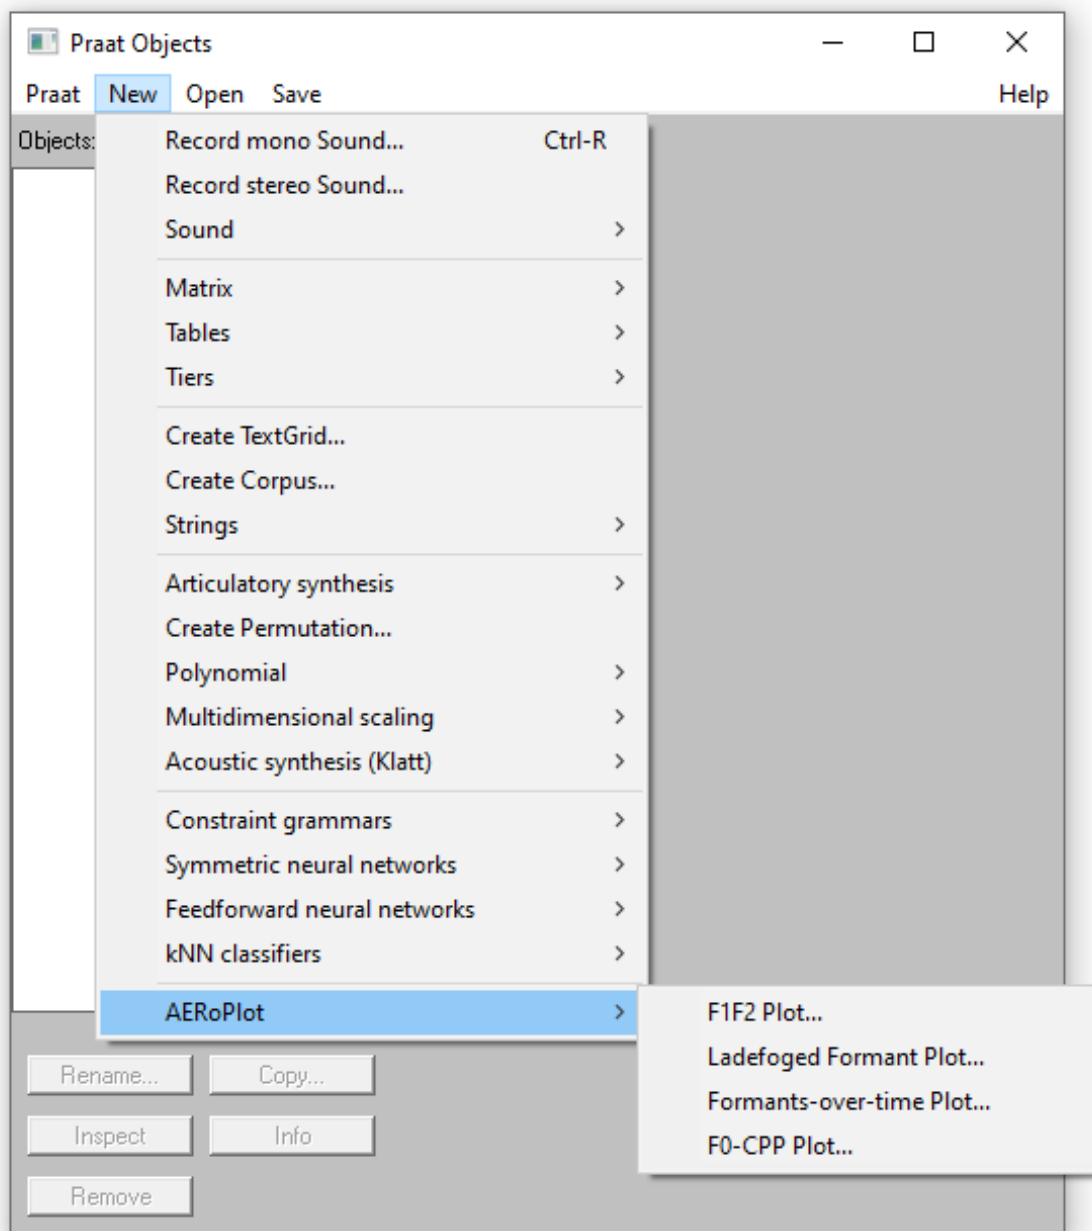 Praat Objects
Praat New Open Save Help
Objects:
Record mono Sound... Ctrl-R
Record stereo Sound...
Sound
Matrix
Tables
Tiers
Create TextGrid...
Create Corpus...
Strings
Articulatory synthesis
Create Permutation...
Polynomial
Multidimensional scaling
Acoustic synthesis (Klatt)
Constraint grammars
Symmetric neural networks
Feedforward neural networks
kNN classifiers
AERoPlot
F1F2 Plot...
Ladefoged Formant Plot...
Formants-over-time Plot...
F0-CPP Plot...
Rename... Copy...
Inspect Info
Remove